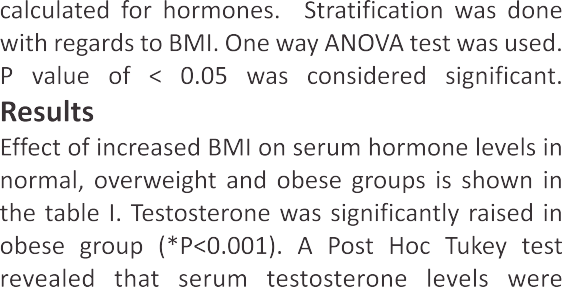 calculated for hormones. Stratification was done
with regards to BMI. One way ANOVA test was used.
P value of < 0.05 was considered significant.
Results
Effect of increased BMI on serum hormone levels in
normal, overweight and obese groups is shown in
the table I. Testosterone was significantly raised in
obese group (*P<0.001). A Post Hoc Tukey test
revealed that serum testosterone levels were